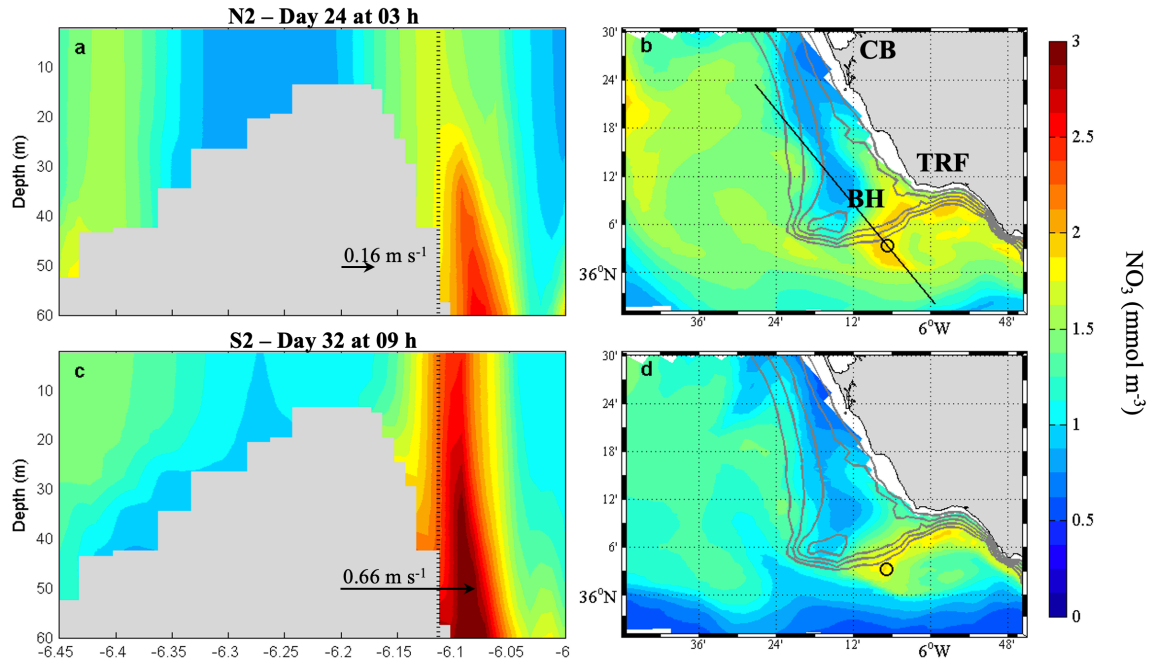 N2 – Day 24 at 03 h
a
10
20
30
40
50
60
Depth (m)
0.16 m s⁻¹
b
CB
TRF
BH
30'
24'
18'
12'
6'
36°N
36'
24'
12'
6°W
48'
S2 – Day 32 at 09 h
c
10
20
30
40
50
60
Depth (m)
0.66 m s⁻¹
-6.45
-6.4
-6.35
-6.3
-6.25
-6.2
-6.15
-6.1
-6.05
-6
d
30'
24'
18'
12'
6'
36°N
36'
24'
12'
6°W
48'
3
2.5
2
1.5
1
0.5
0
NO₃ (mmol m⁻³)